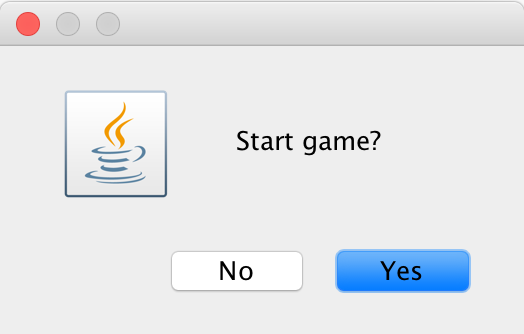 Start game?
No
Yes